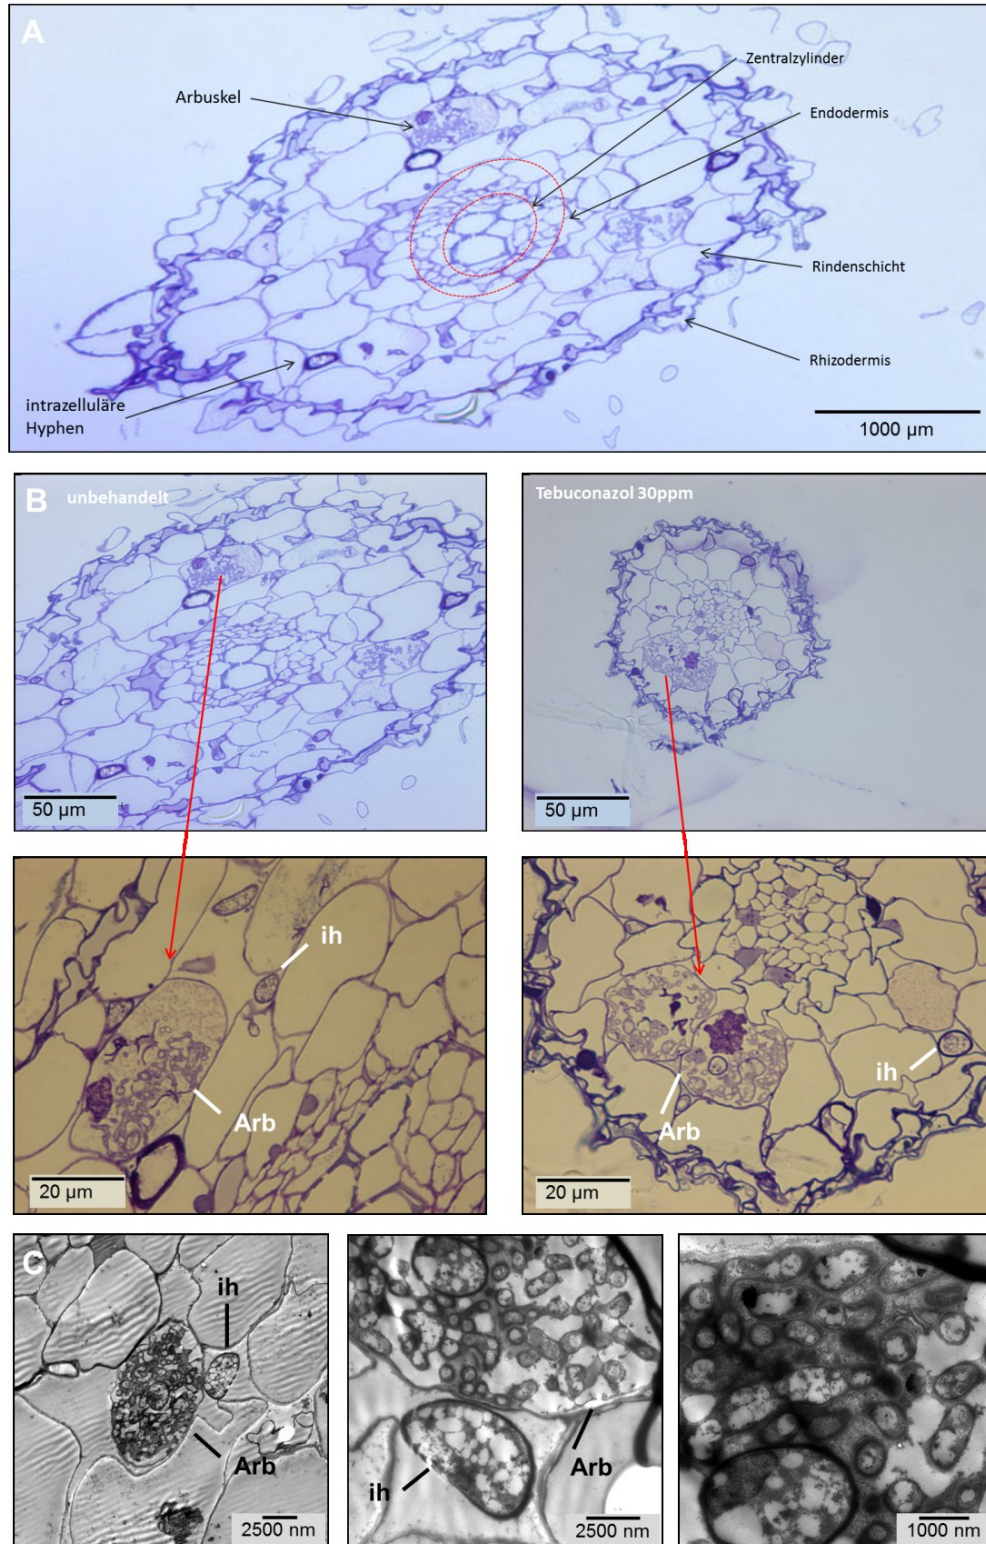 A
Zentralzylinder
Arbuskel
Endodermis
Rindenschicht
Rhizodermis
intrazelluläre
Hyphen
1000 µm
B
unbehandelt
Tebuconazol 30ppm
50 µm
50 µm
ih
Arb
20 µm
ih
Arb
20 µm
C
ih
Arb
2500 nm
ih
Arb
2500 nm
1000 nm